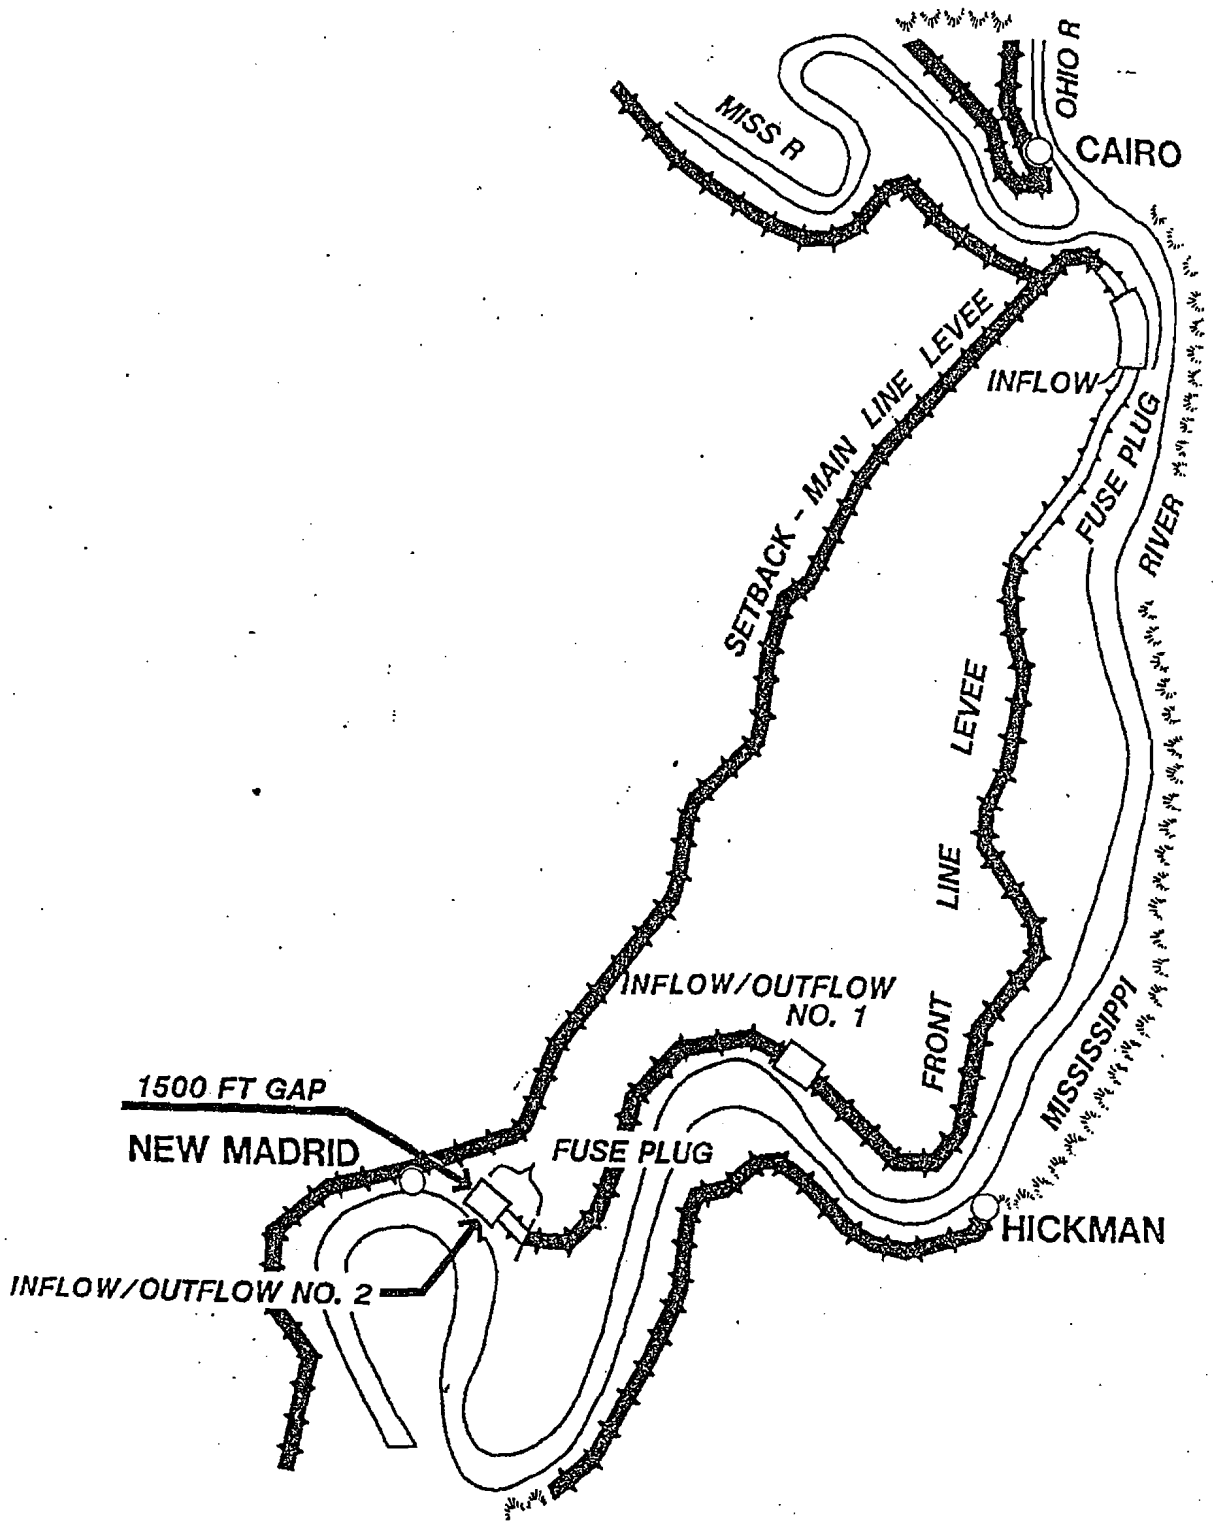 OHIO R
MISS R
CAIRO
SETBACK - MAIN LINE LEVEE
INFLOW
FUSE PLUG
MISSISSIPPI RIVER
FRONT LINE LEVEE
INFLOW/OUTFLOW
NO. 1
1500 FT GAP
NEW MADRID
FUSE PLUG
HICKMAN
INFLOW/OUTFLOW NO. 2